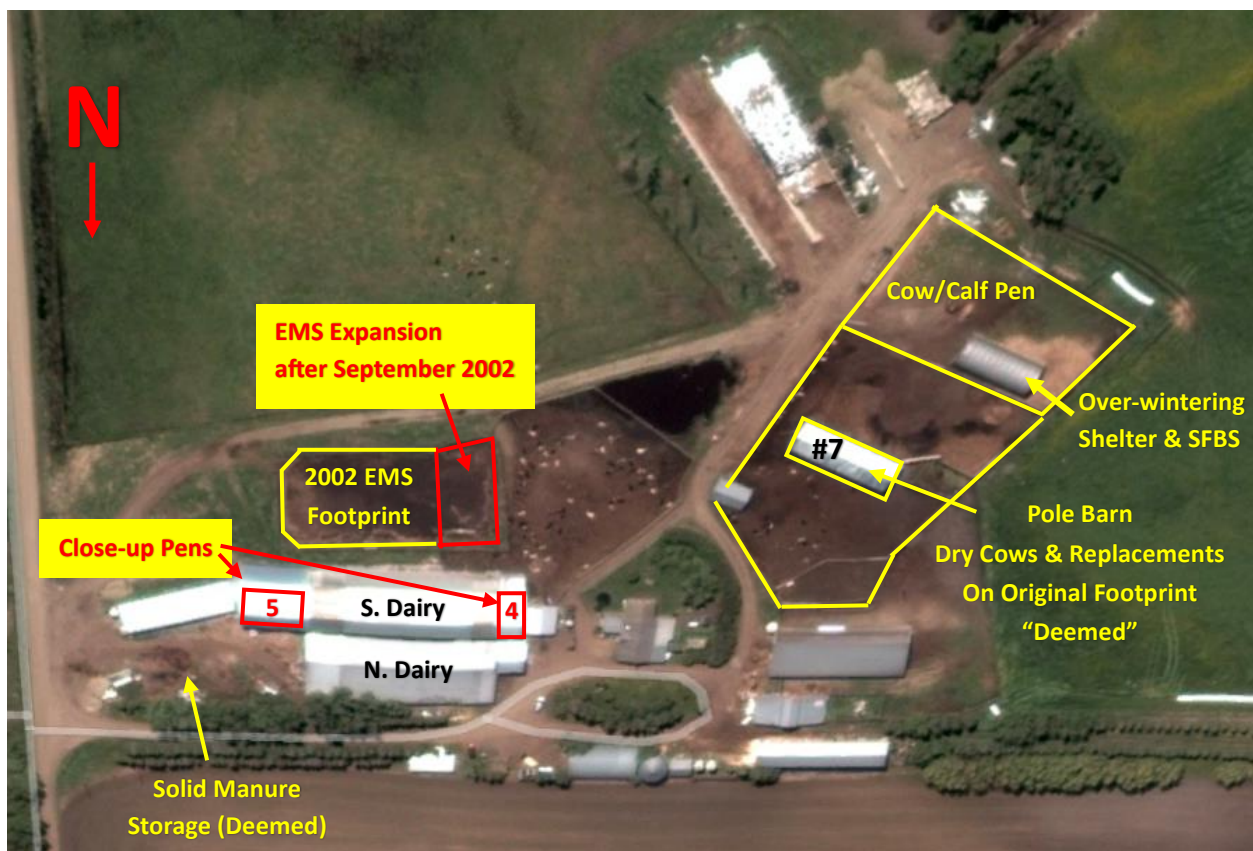 N
Cow/Calf Pen
EMS Expansion
after September 2002
Over-wintering
Shelter & SFBS
#7
2002 EMS
Footprint
Pole Barn
Dry Cows & Replacements
On Original Footprint
“Deemed”
Close-up Pens
5
S. Dairy
4
N. Dairy
Solid Manure
Storage (Deemed)